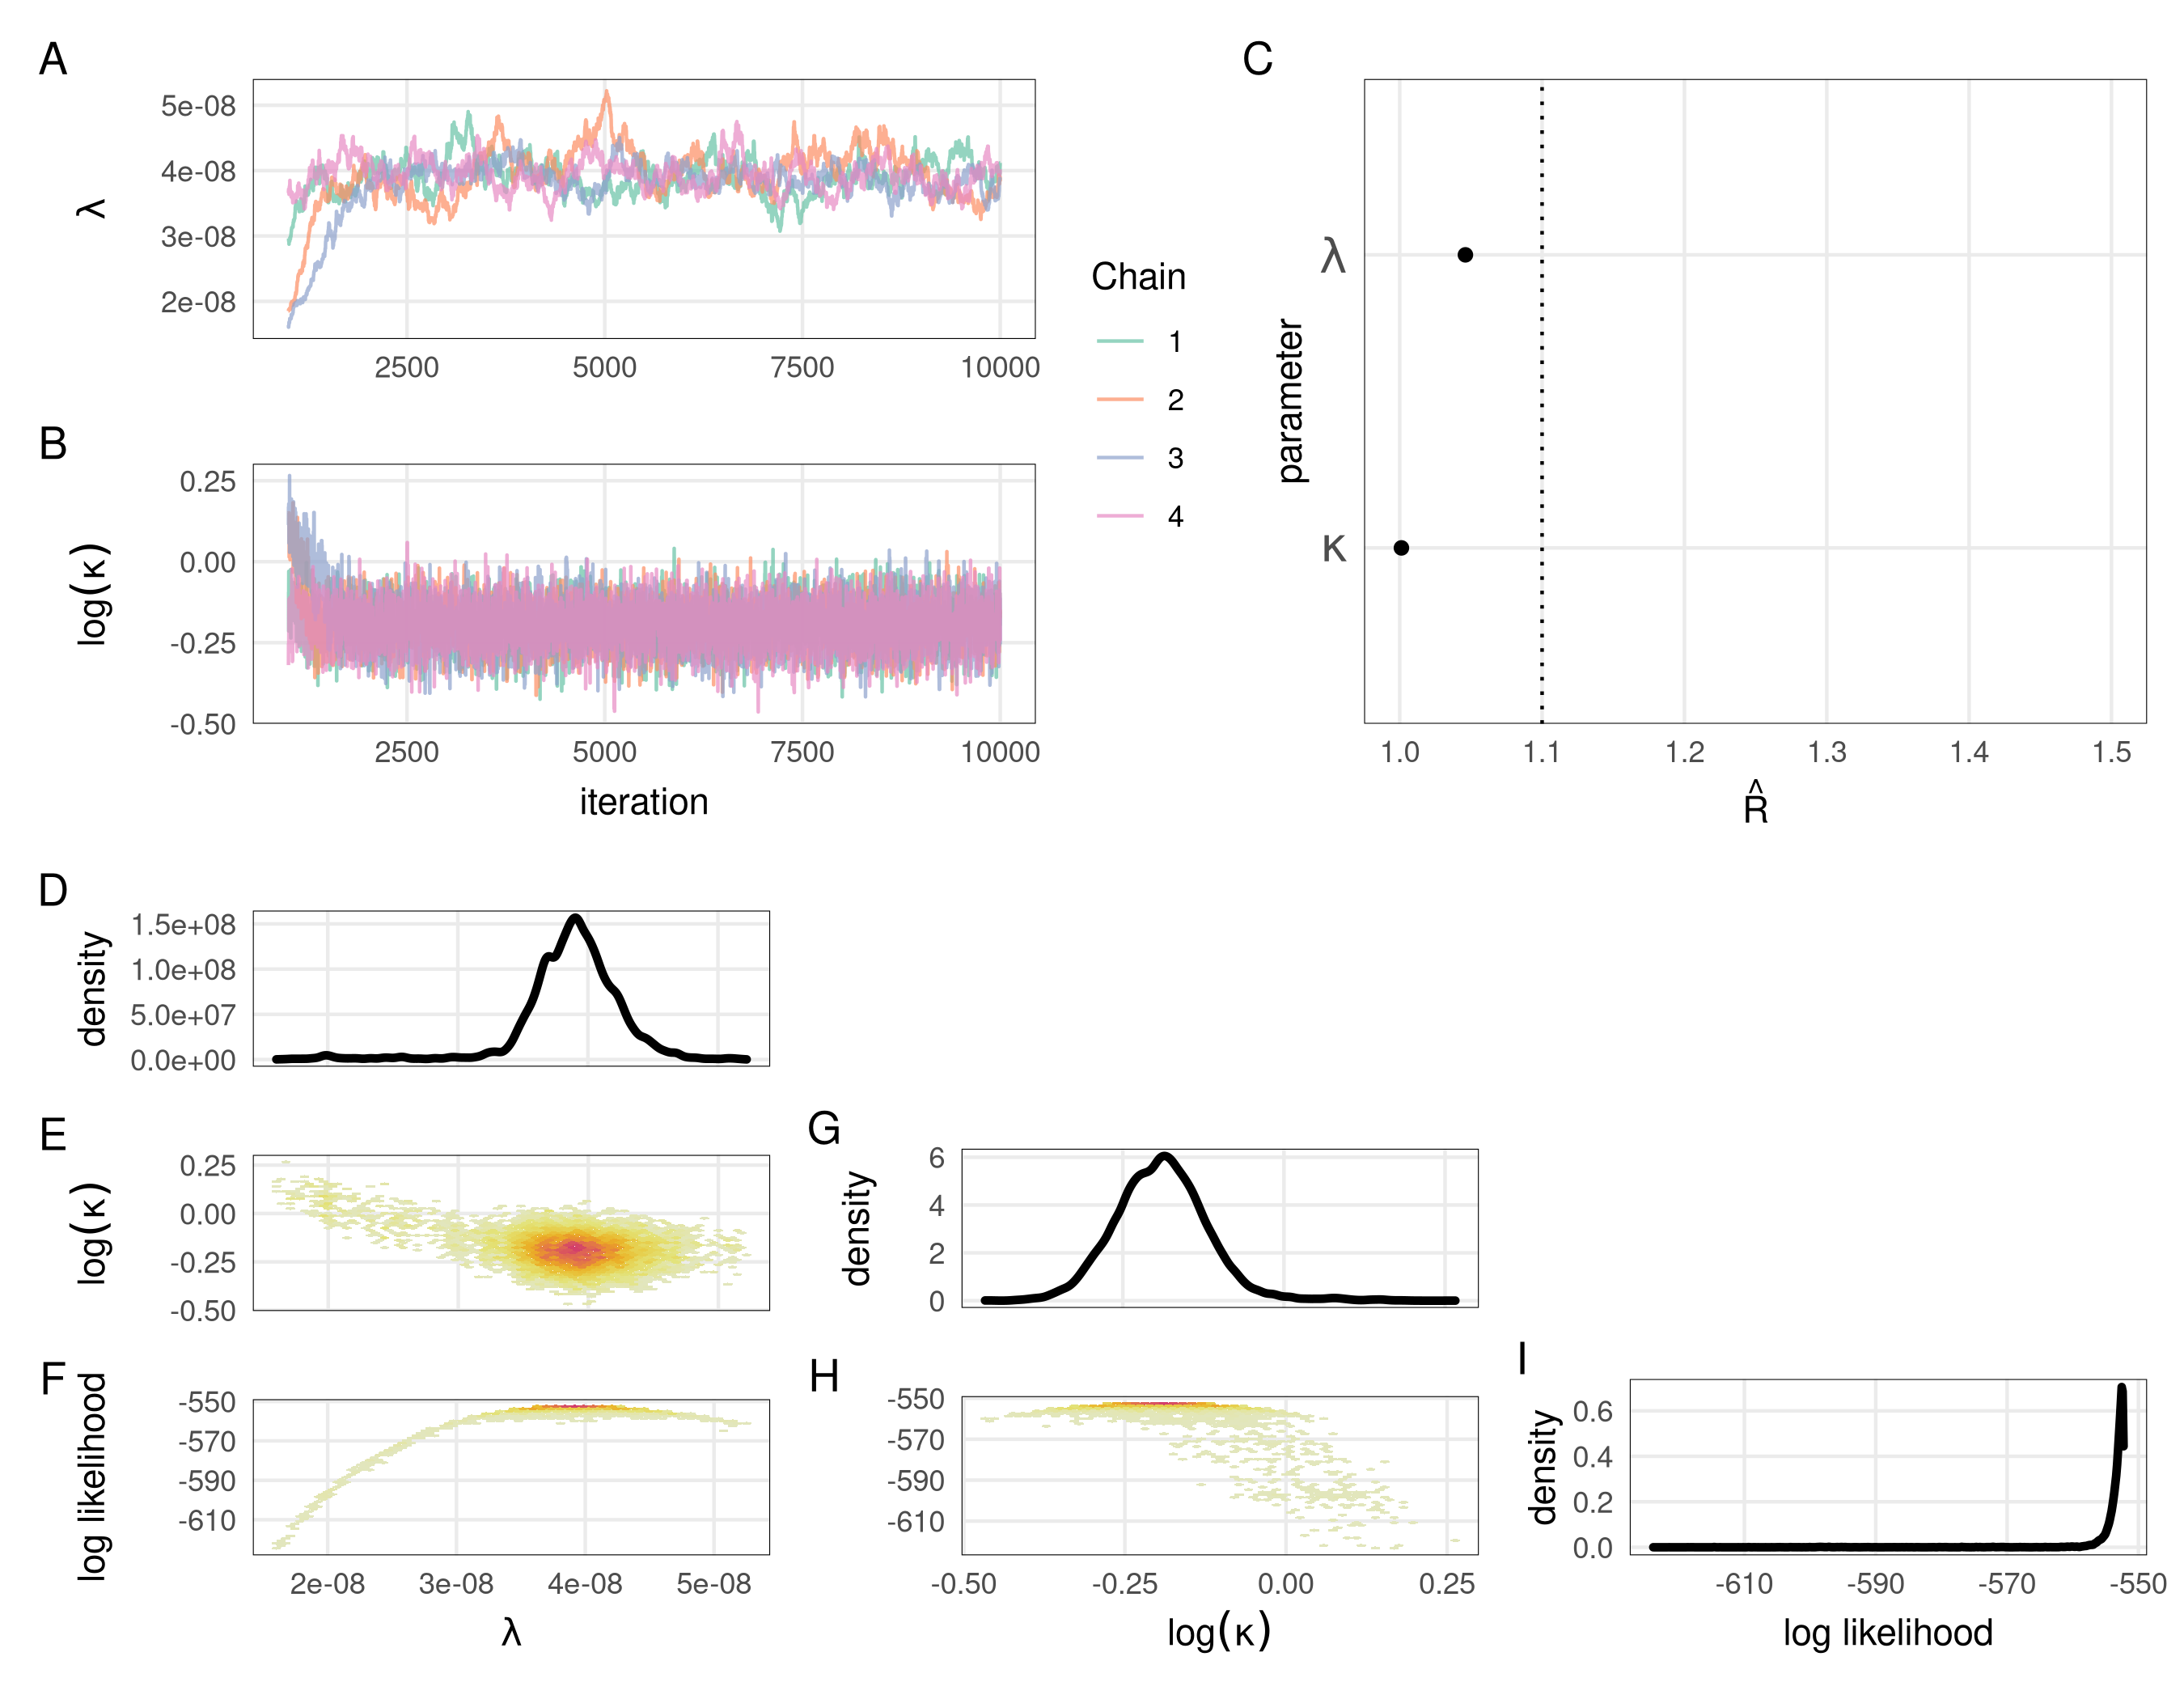 A
5e-08
4e-08
3e-08
2e-08
λ
2500 5000 7500 10000
B
0.25
0.00
-0.25
-0.50
log(κ)
2500 5000 7500 10000
iteration
Chain
1
2
3
4
C
λ
κ
parameter
1.0 1.1 1.2 1.3 1.4 1.5
R̂
D
1.5e+08
1.0e+08
5.0e+07
0.0e+00
density
E
0.25
0.00
-0.25
-0.50
log(κ)
G
6
4
2
0
density
F
-550
-570
-590
-610
log likelihood
2e-08 3e-08 4e-08 5e-08
λ
H
-550
-570
-590
-610
-0.50 -0.25 0.00 0.25
log(κ)
I
0.6
0.4
0.2
0.0
density
-610 -590 -570 -550
log likelihood